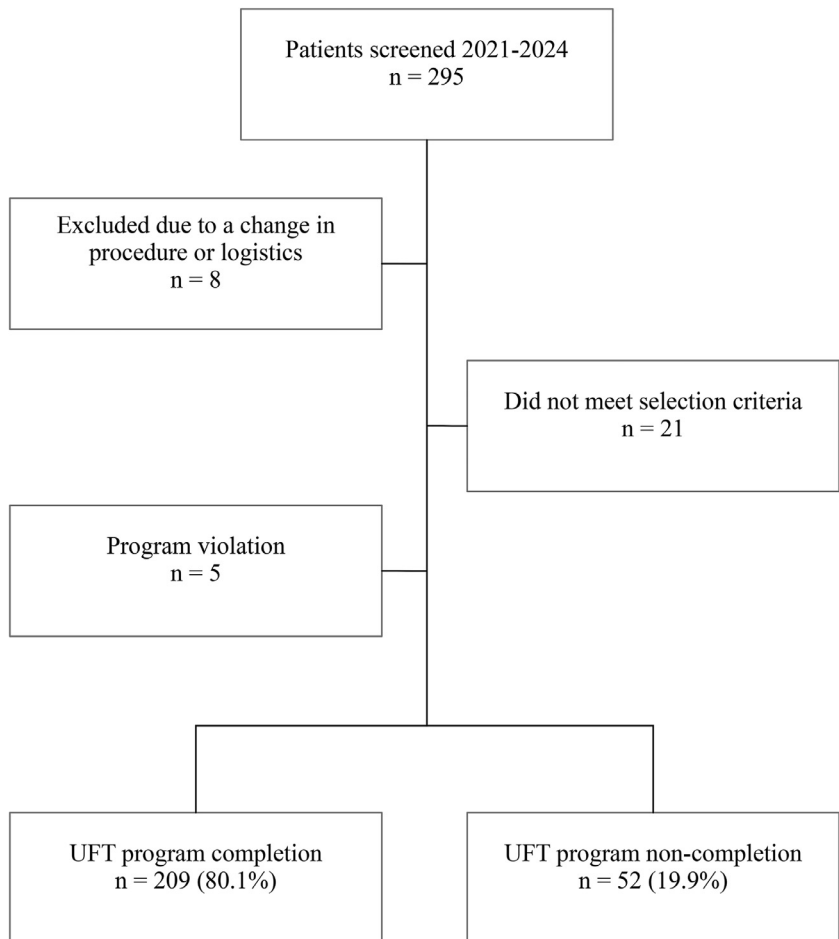 Patients screened 2021-2024
n = 295
Excluded due to a change in
procedure or logistics
n = 8
Did not meet selection criteria
n = 21
Program violation
n = 5
UFT program completion
n = 209 (80.1%)
UFT program non-completion
n = 52 (19.9%)